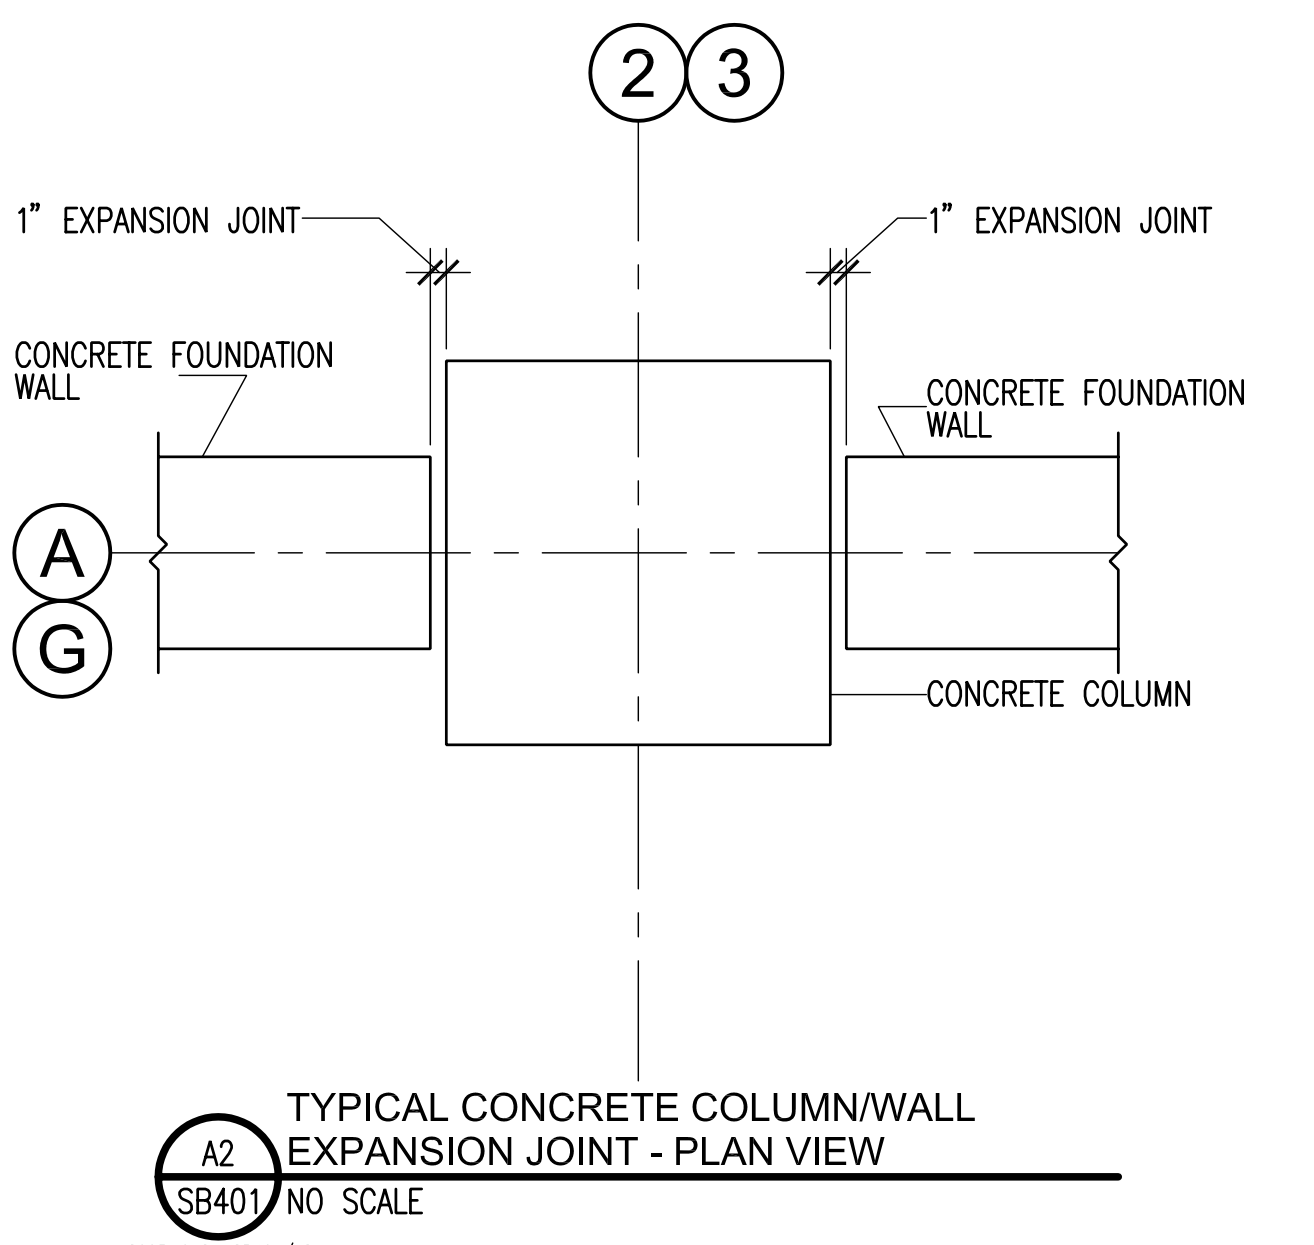 2 3
1” EXPANSION JOINT
1” EXPANSION JOINT
CONCRETE FOUNDATION
WALL
CONCRETE FOUNDATION
WALL
A
G
CONCRETE COLUMN
TYPICAL CONCRETE COLUMN/WALL
EXPANSION JOINT - PLAN VIEW
A2
SB401
NO SCALE